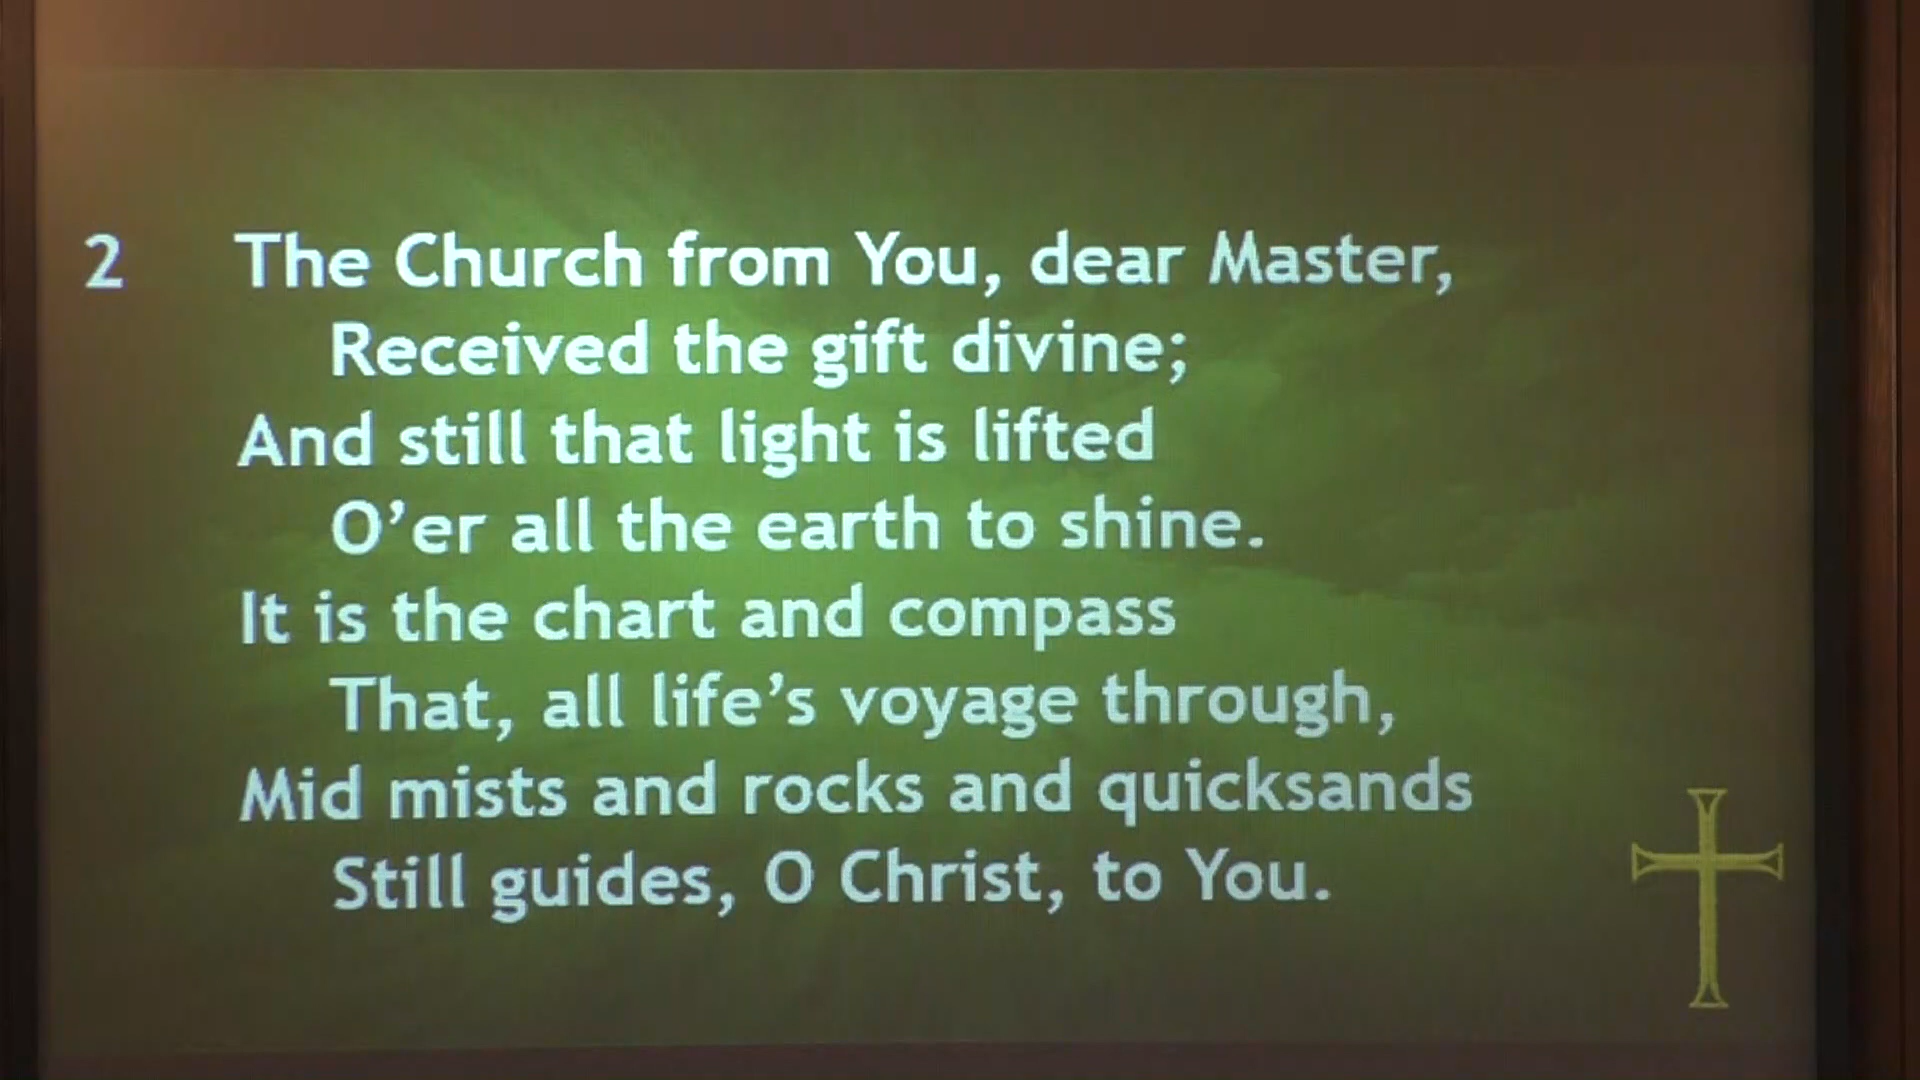 2 The Church from You, dear Master,
Received the gift divine;
And still that light is lifted
O’er all the earth to shine.
It is the chart and compass
That, all life’s voyage through,
Mid mists and rocks and quicksands
Still guides, O Christ, to You.